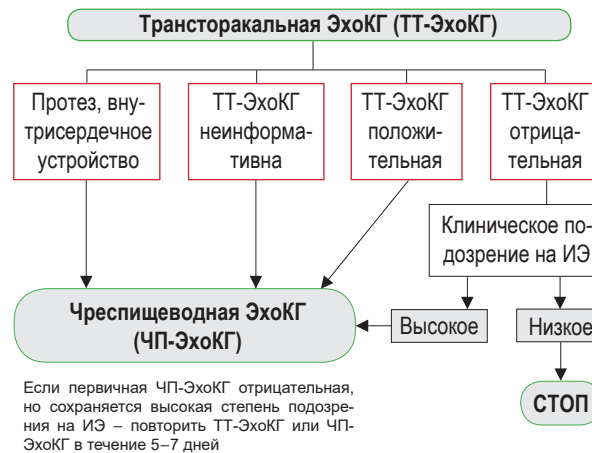 Трансторакальная ЭхоКГ (ТТ-ЭхоКГ)
Протез, вну-
трисердечное
устройство
ТТ-ЭхоКГ
неинформа-
тивна
ТТ-ЭхоКГ
положи-
тельная
ТТ-ЭхоКГ
отрица-
тельная
Клиническое по-
дозрение на ИЭ
Чреспищеводная ЭхоКГ
(ЧП-ЭхоКГ)
Высокое
Низкое
СТОП
Если первичная ЧП-ЭхоКГ отрицательная,
но сохраняется высокая степень подозре-
ния на ИЭ – повторить ТТ-ЭхоКГ или ЧП-
ЭхоКГ в течение 5–7 дней